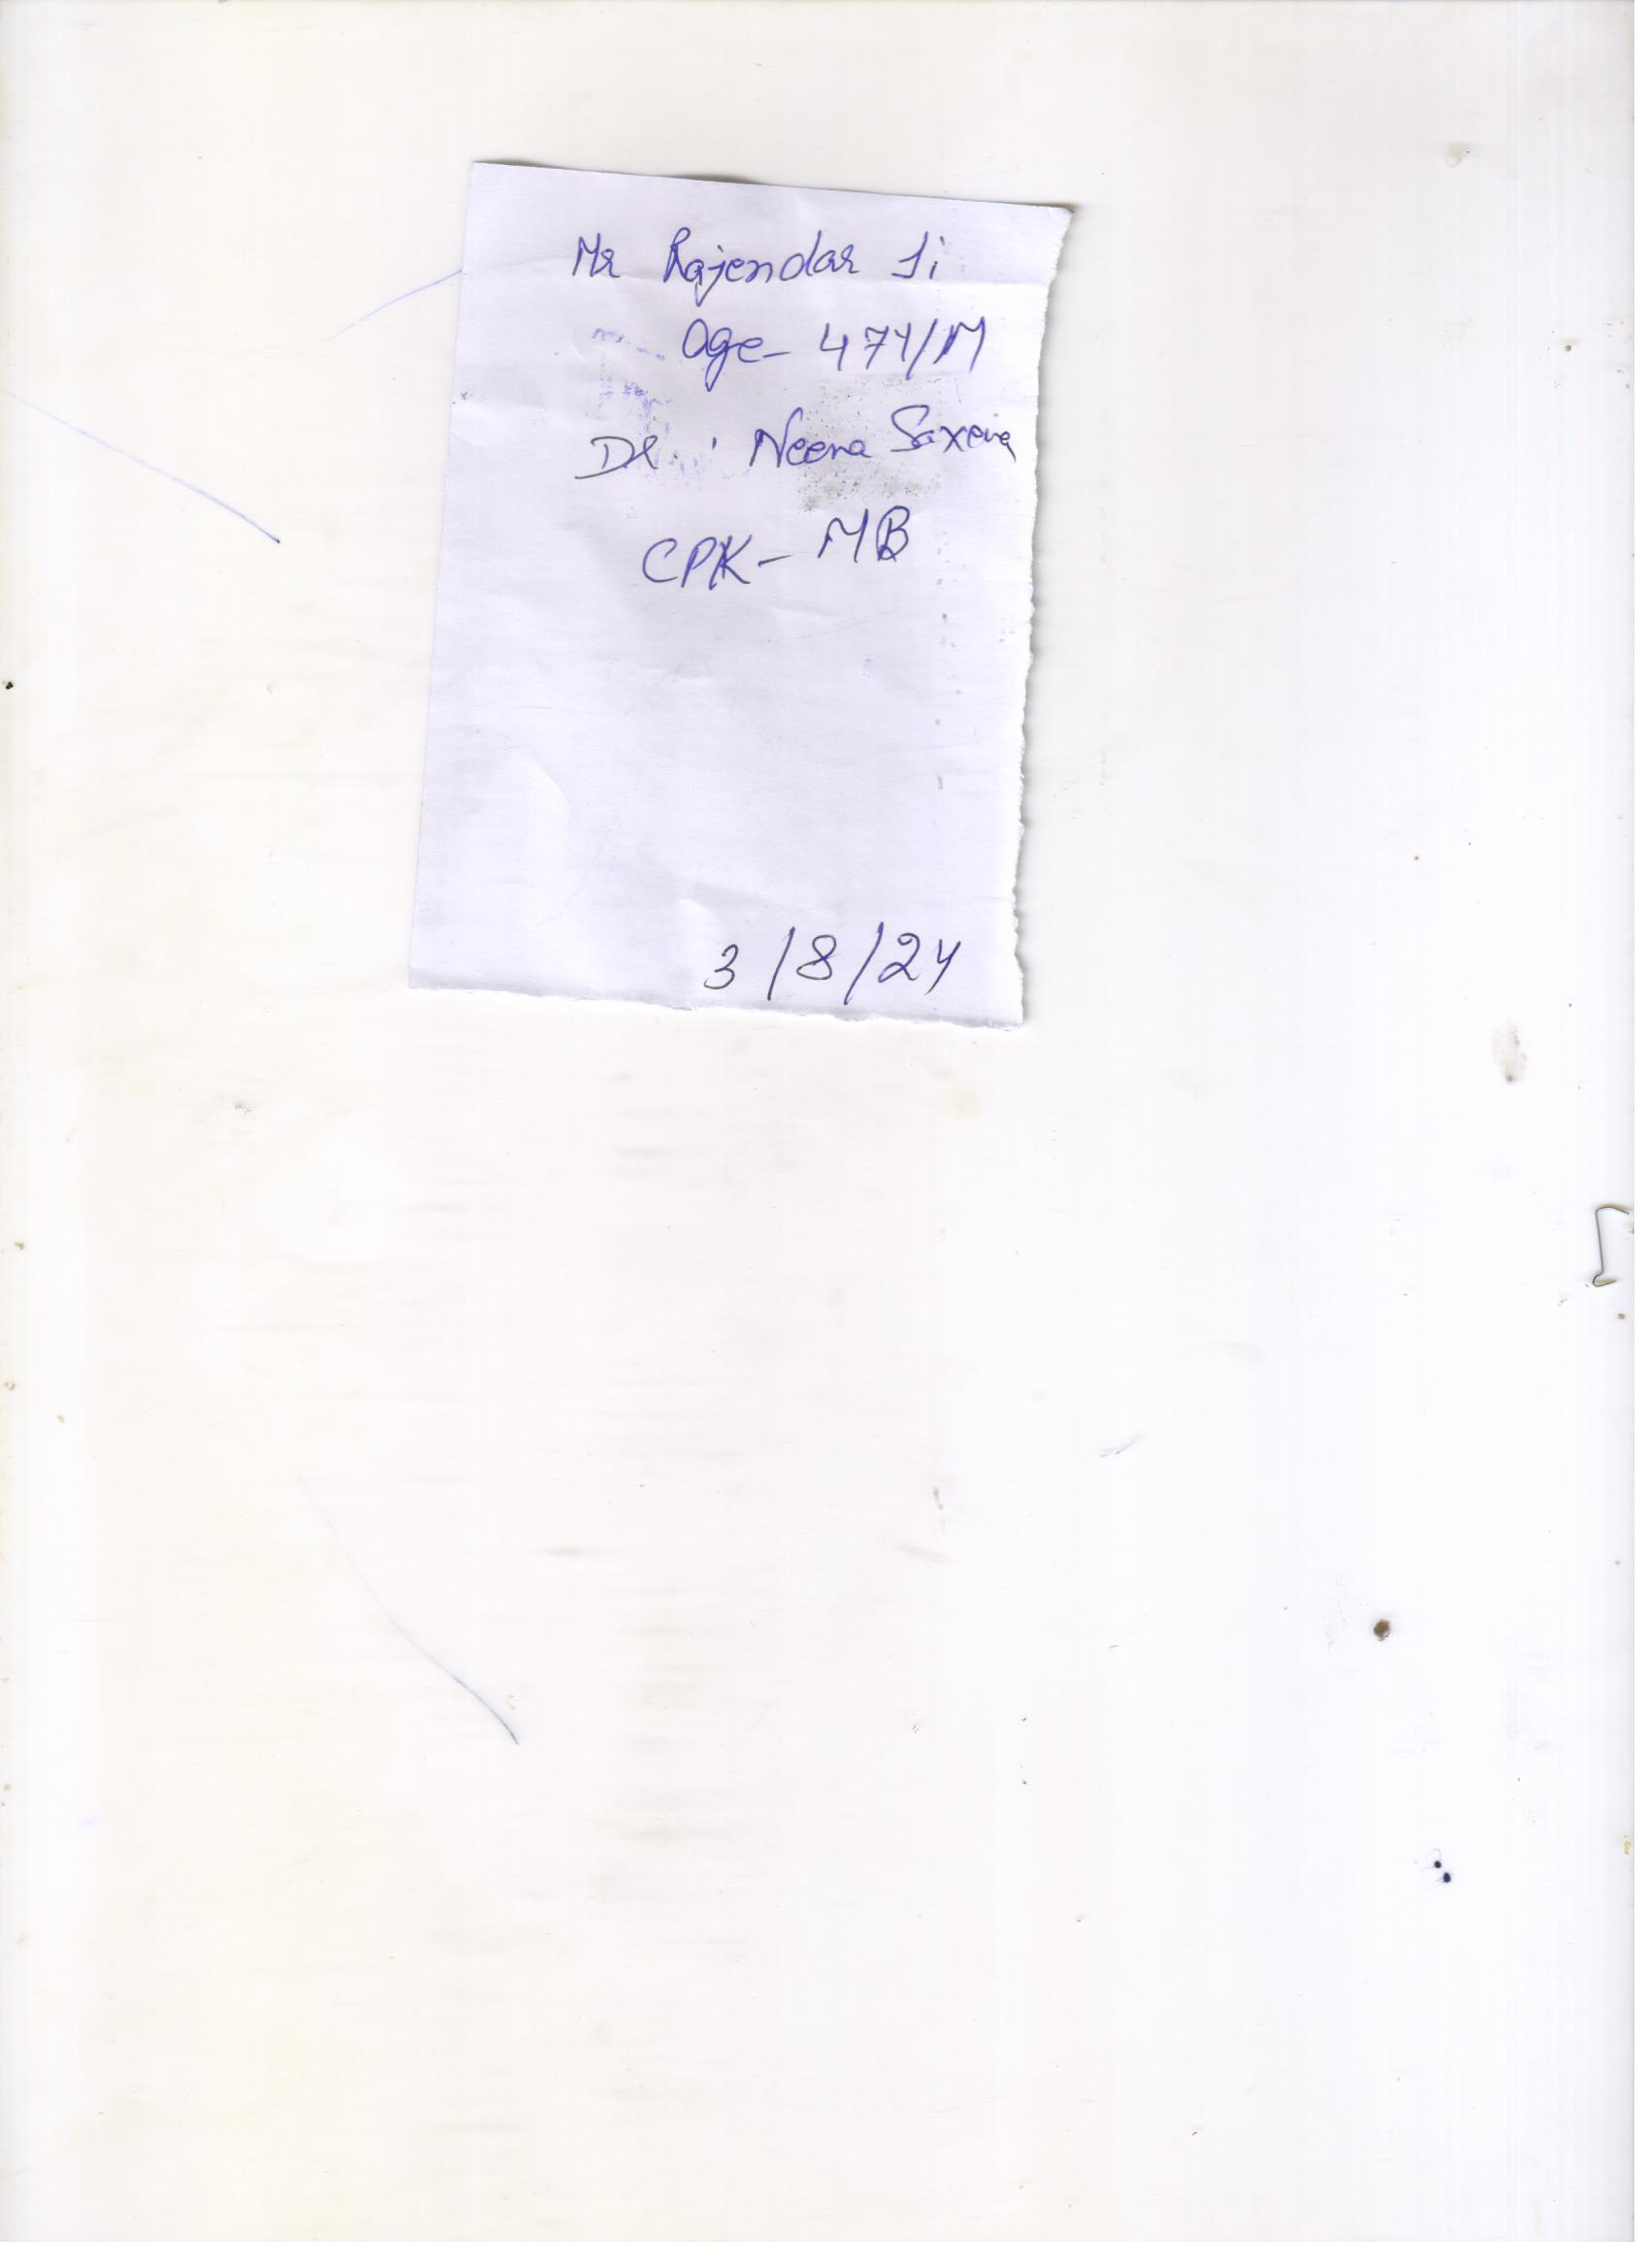 Mr Rajendar Ji
Age- 47Y/M
Dr. Neena Saxena
CPK- MB
3/8/24